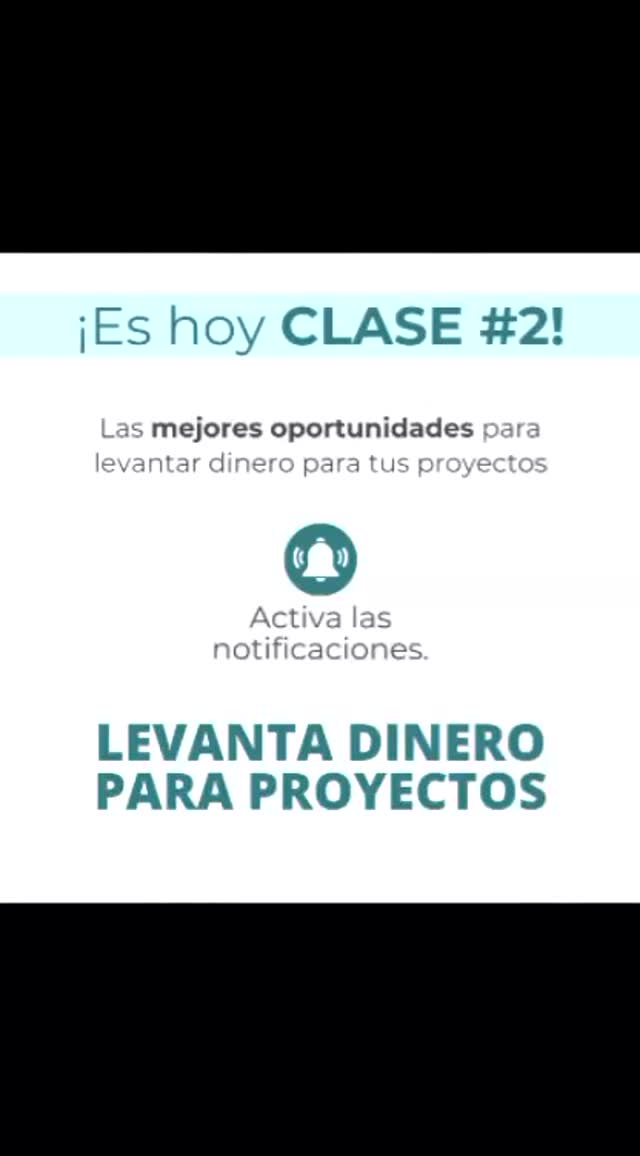 ¡Es hoy CLASE #2!
Las mejores oportunidades para
levantar dinero para tus proyectos
Activa las
notificaciones.
LEVANTA DINERO
PARA PROYECTOS